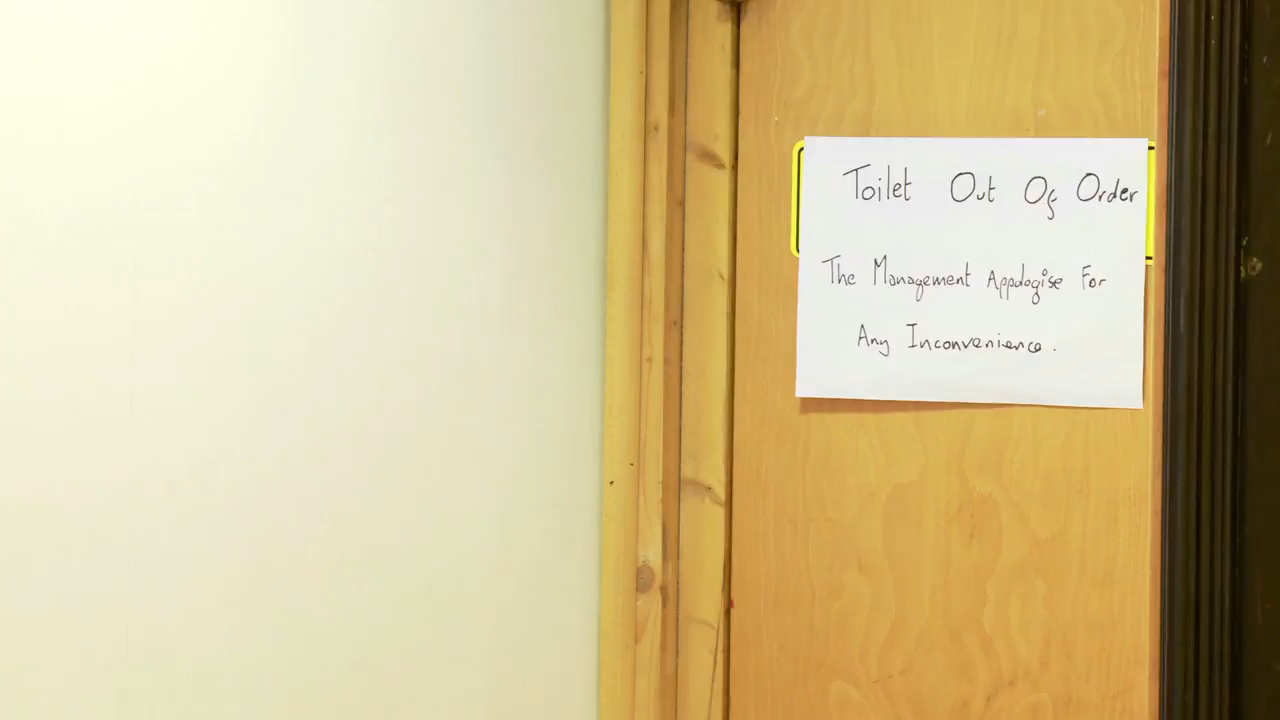 Toilet Out Of Order
The Management Appologise For
Any Inconvenience.